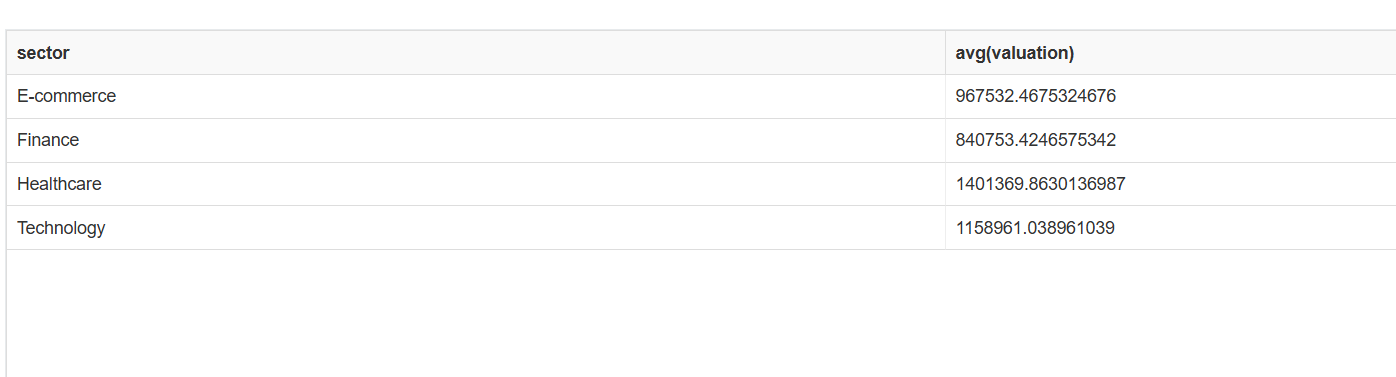 sector avg(valuation)
E-commerce 967532.4675324676
Finance 840753.4246575342
Healthcare 1401369.8630136987
Technology 1158961.038961039